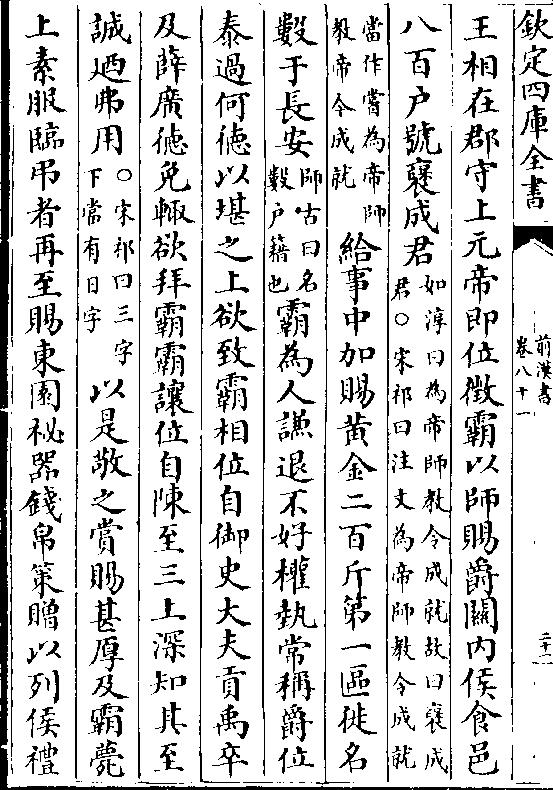 欽定四庫全書
前漢書
卷八十一
二十二
王相在郡守上元帝即位徴霸以師賜爵關内侯食邑
八百户號襃成君如淳曰為帝師教令成就故曰襃成君○宋祁曰注文為帝師教令成就
當作嘗為帝師教帝令成就給事中加賜黄金二百斤第一區徙名
數于長安師古曰名數户籍也霸為人謙退不好權埶常稱爵位
泰過何徳以堪之上欲致霸相位自御史大夫貢禹卒
及薛廣徳免輙欲拜霸霸讓位自陳至三上深知其至
誠廼弗用○宋祁曰三字下當有日字以是敬之賞賜甚厚及霸薨
上素服臨弔者再至賜東園祕器錢帛策贈以列侯禮